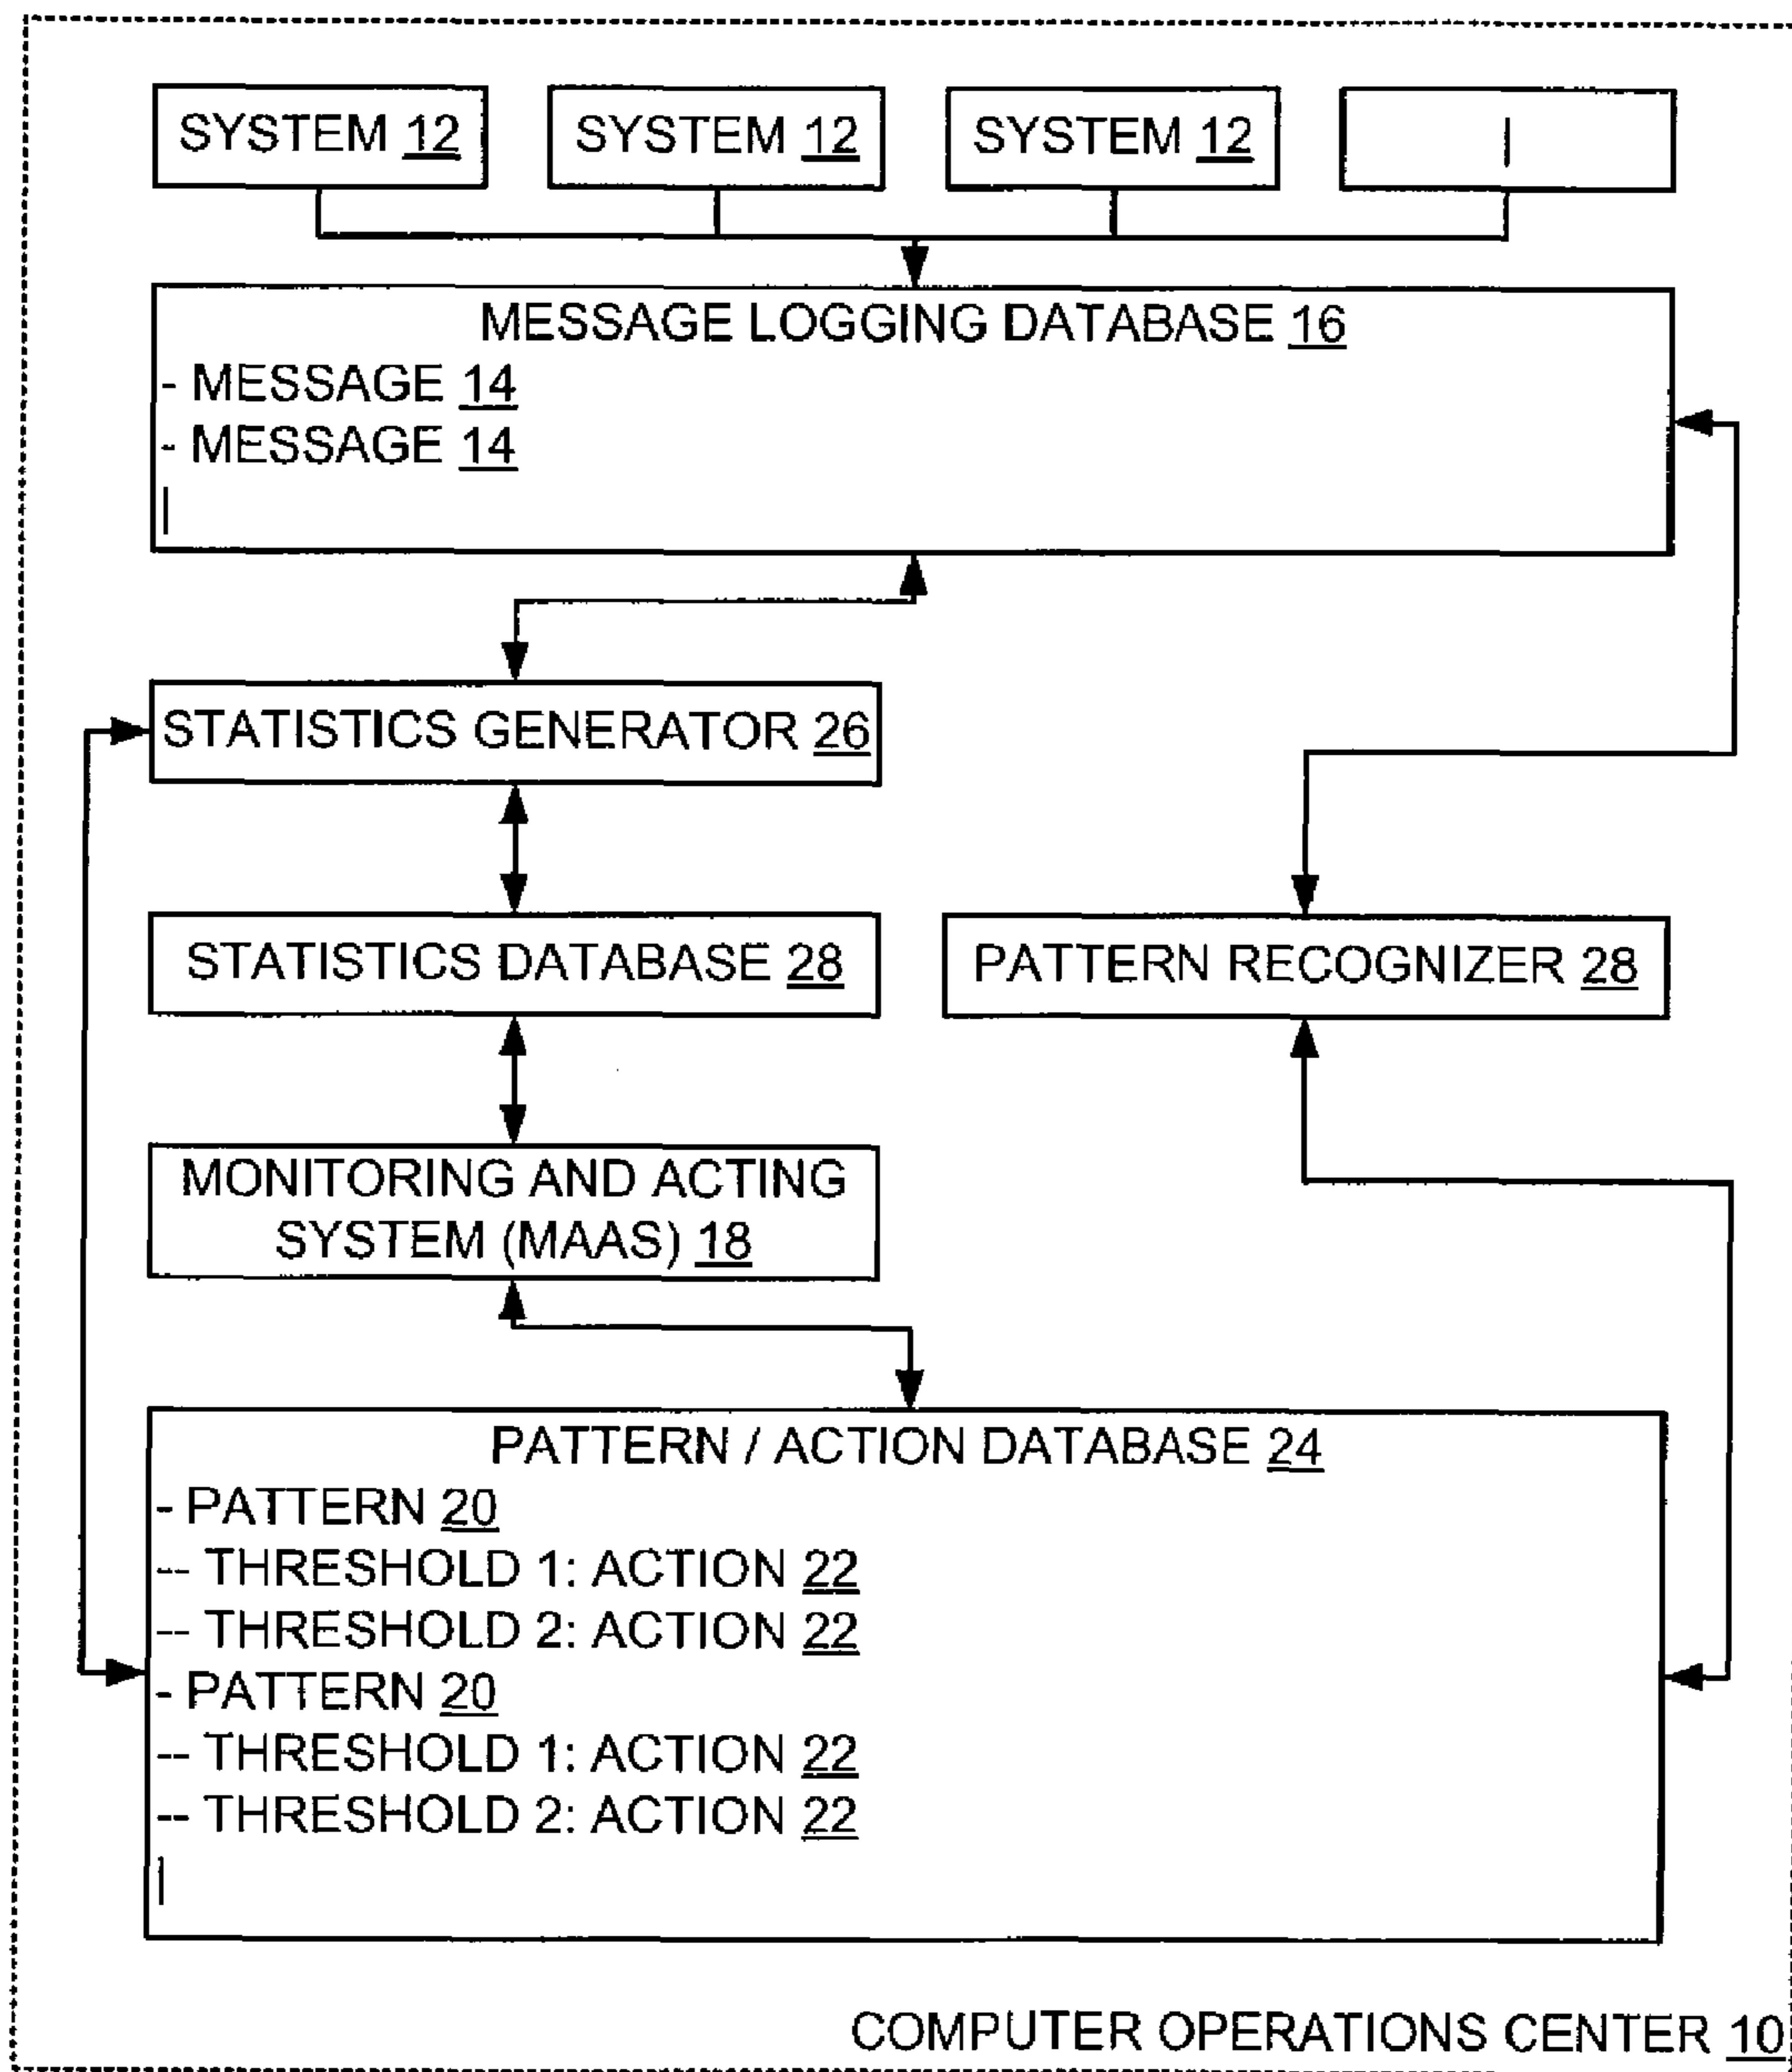 SYSTEM 12
SYSTEM 12
SYSTEM 12
|
MESSAGE LOGGING DATABASE 16
- MESSAGE 14
- MESSAGE 14
|
STATISTICS GENERATOR 26
STATISTICS DATABASE 28
PATTERN RECOGNIZER 28
MONITORING AND ACTING
SYSTEM (MAAS) 18
PATTERN / ACTION DATABASE 24
- PATTERN 20
-- THRESHOLD 1: ACTION 22
-- THRESHOLD 2: ACTION 22
- PATTERN 20
-- THRESHOLD 1: ACTION 22
-- THRESHOLD 2: ACTION 22
|
COMPUTER OPERATIONS CENTER 10